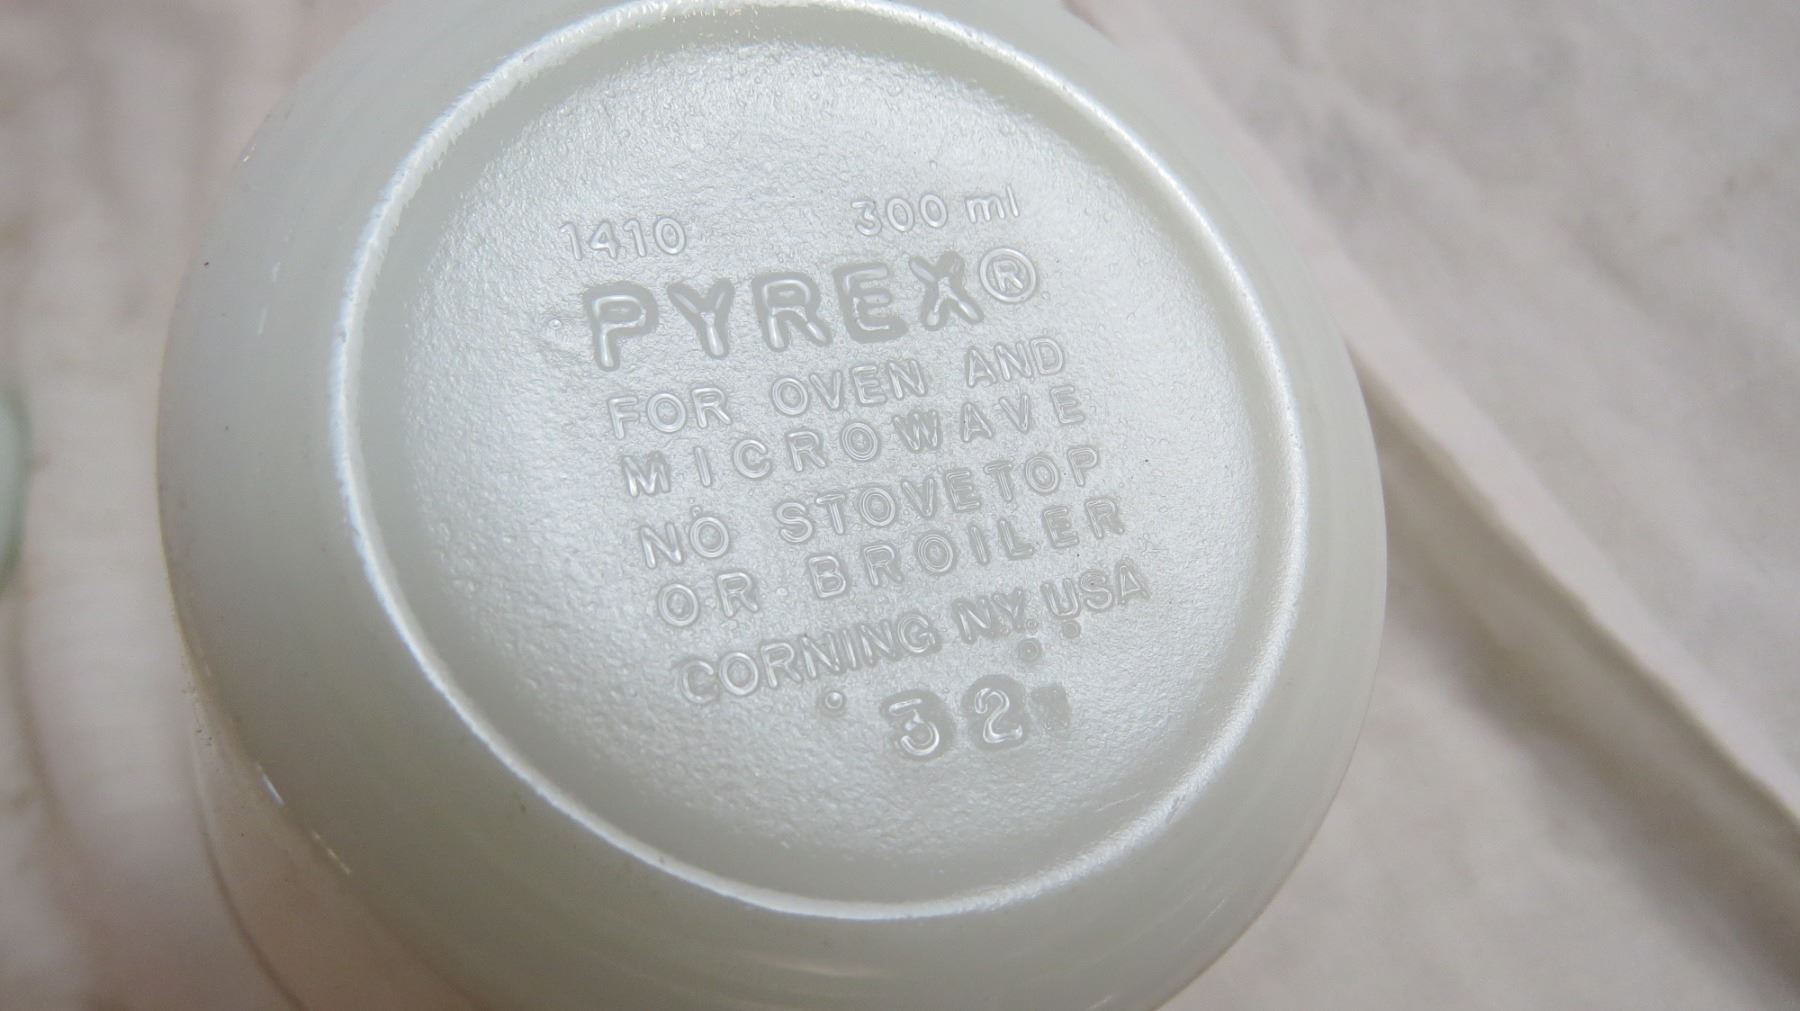 1410 300 ml
PYREX®
FOR OVEN AND
MICROWAVE
NO STOVETOP
OR BROILER
CORNING NY. USA
32